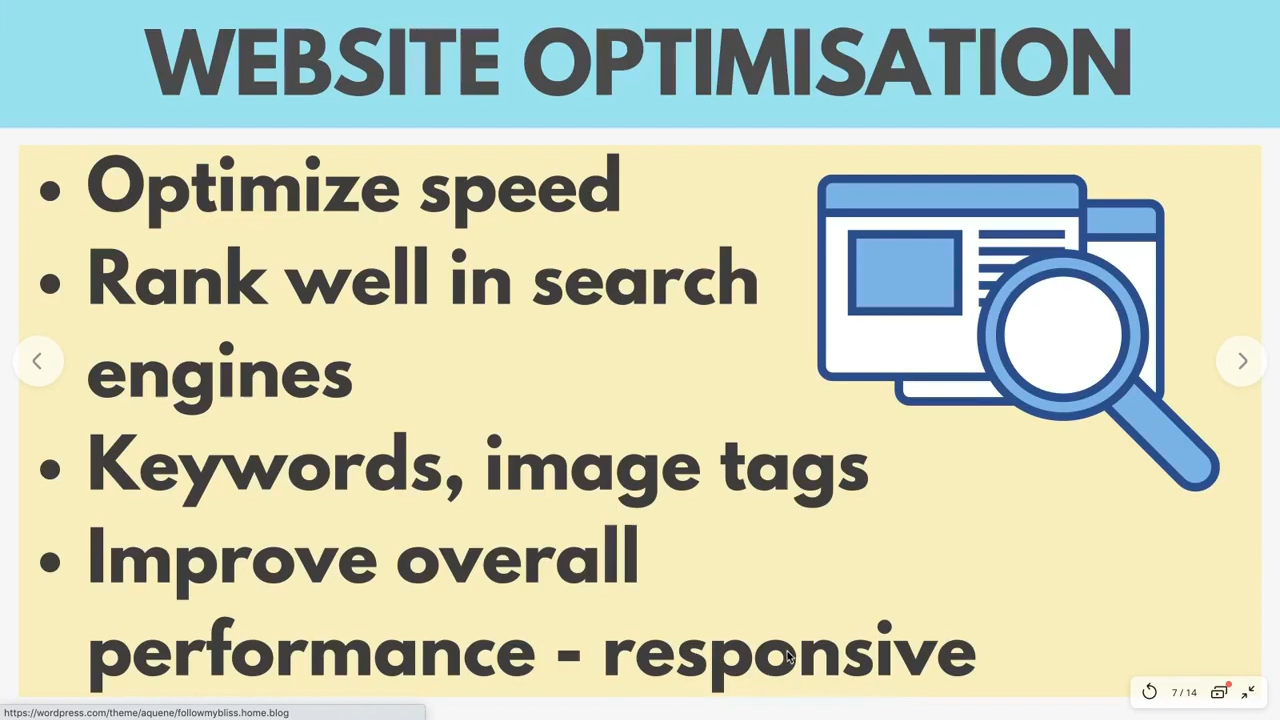 WEBSITE OPTIMISATION
• Optimize speed
• Rank well in search
engines
• Keywords, image tags
• Improve overall
performance - responsive
7 / 14
https://wordpress.com/theme/aquene/followmybliss.home.blog